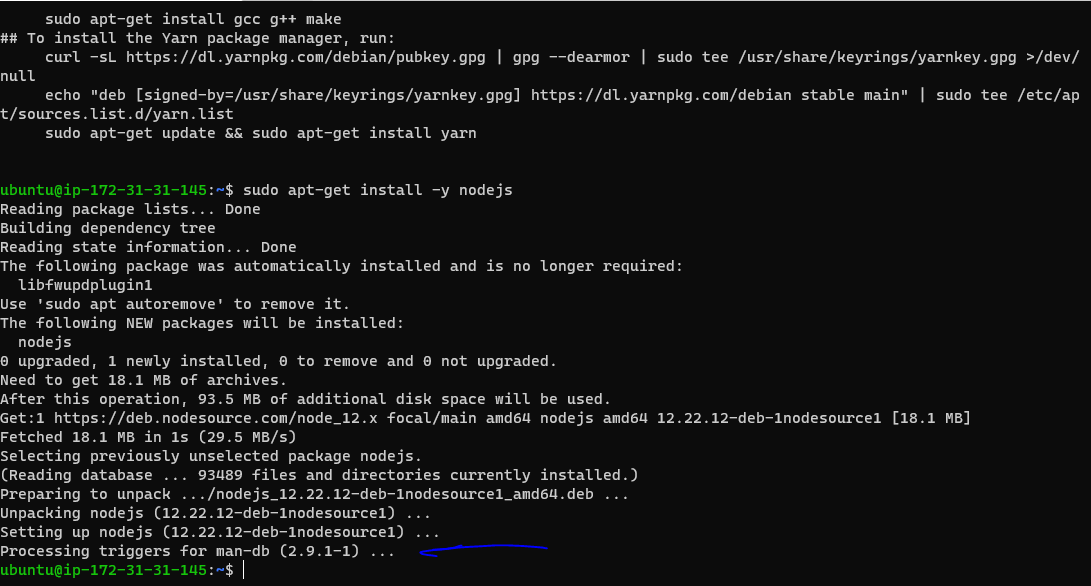 sudo apt-get install gcc g++ make
## To install the Yarn package manager, run:
curl -sL https://dl.yarnpkg.com/debian/pubkey.gpg | gpg --dearmor | sudo tee /usr/share/keyrings/yarnkey.gpg >/dev/
null
echo "deb [signed-by=/usr/share/keyrings/yarnkey.gpg] https://dl.yarnpkg.com/debian stable main" | sudo tee /etc/ap
t/sources.list.d/yarn.list
sudo apt-get update && sudo apt-get install yarn
ubuntu@ip-172-31-31-145:~$ sudo apt-get install -y nodejs
Reading package lists... Done
Building dependency tree
Reading state information... Done
The following package was automatically installed and is no longer required:
libfwupdplugin1
Use 'sudo apt autoremove' to remove it.
The following NEW packages will be installed:
nodejs
0 upgraded, 1 newly installed, 0 to remove and 0 not upgraded.
Need to get 18.1 MB of archives.
After this operation, 93.5 MB of additional disk space will be used.
Get:1 https://deb.nodesource.com/node_12.x focal/main amd64 nodejs amd64 12.22.12-deb-1nodesource1 [18.1 MB]
Fetched 18.1 MB in 1s (29.5 MB/s)
Selecting previously unselected package nodejs.
(Reading database ... 93489 files and directories currently installed.)
Preparing to unpack .../nodejs_12.22.12-deb-1nodesource1_amd64.deb ...
Unpacking nodejs (12.22.12-deb-1nodesource1) ...
Setting up nodejs (12.22.12-deb-1nodesource1) ...
Processing triggers for man-db (2.9.1-1) ...
ubuntu@ip-172-31-31-145:~$